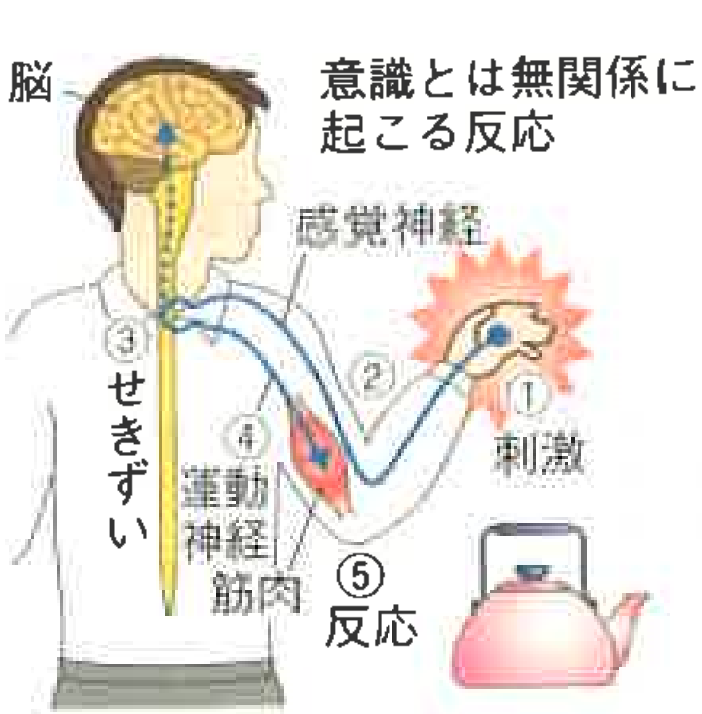 脳
意識とは無関係に
起こる反応
感覚神経
③
せきずい
②
①
刺激
④
運動
神経
筋肉
⑤
反応